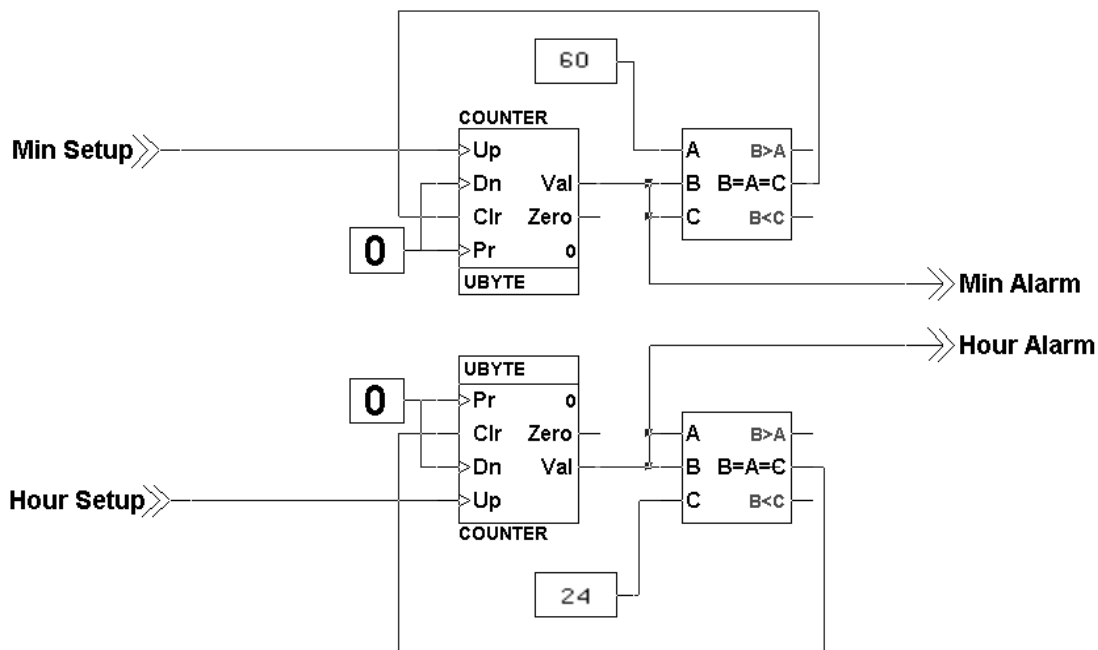 60
COUNTER
Min Setup
Up
Dn
Clr
Pr
Val
Zero
0
UBYTE
0
A
B
C
B>A
B=A=C
B<C
Min Alarm
Hour Alarm
UBYTE
0
Pr
Clr
Dn
Up
0
Zero
Val
COUNTER
Hour Setup
A
B
C
B>A
B=A=C
B<C
24